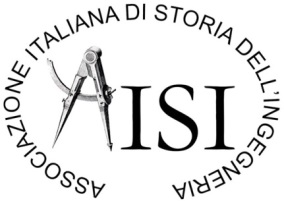 ASSOCIAZIONE ITALIANA DI STORIA DELL'INGEGNERIA
AISI